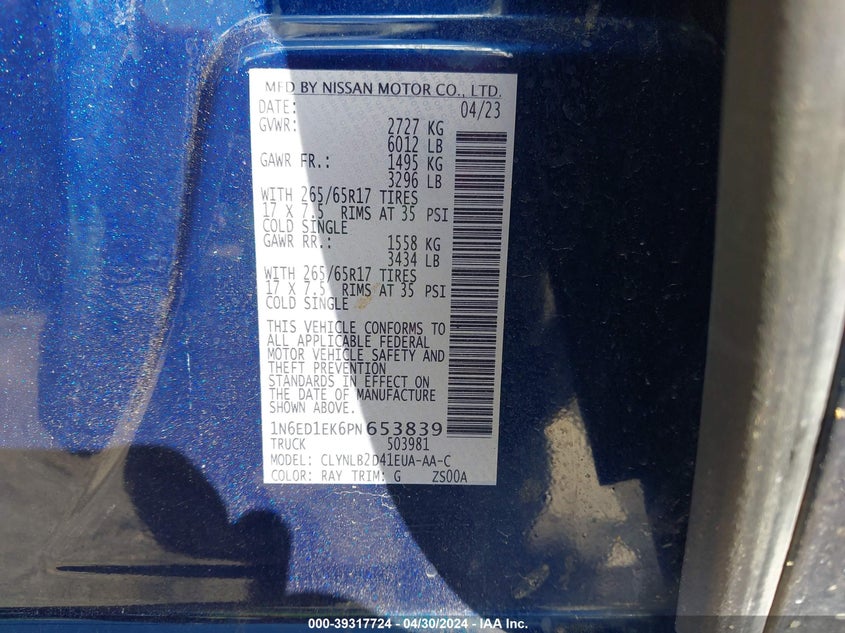 MFD BY NISSAN MOTOR CO., LTD.
DATE: 04/23
GVWR: 2727 KG
6012 LB
GAWR FR.: 1495 KG
3296 LB
WITH 265/65R17 TIRES
17 X 7.5 RIMS AT 35 PSI
COLD SINGLE
GAWR RR.: 1558 KG
3434 LB
WITH 265/65R17 TIRES
17 X 7.5 RIMS AT 35 PSI
COLD SINGLE
THIS VEHICLE CONFORMS TO
ALL APPLICABLE FEDERAL
MOTOR VEHICLE SAFETY AND
THEFT PREVENTION
STANDARDS IN EFFECT ON
THE DATE OF MANUFACTURE
SHOWN ABOVE.
1N6ED1EK6PN653839
TRUCK 503981
MODEL: CLYNLB2D41EUA-AA-C
COLOR: RAY TRIM: G ZS00A
000-39317724 - 04/30/2024 - IAA Inc.